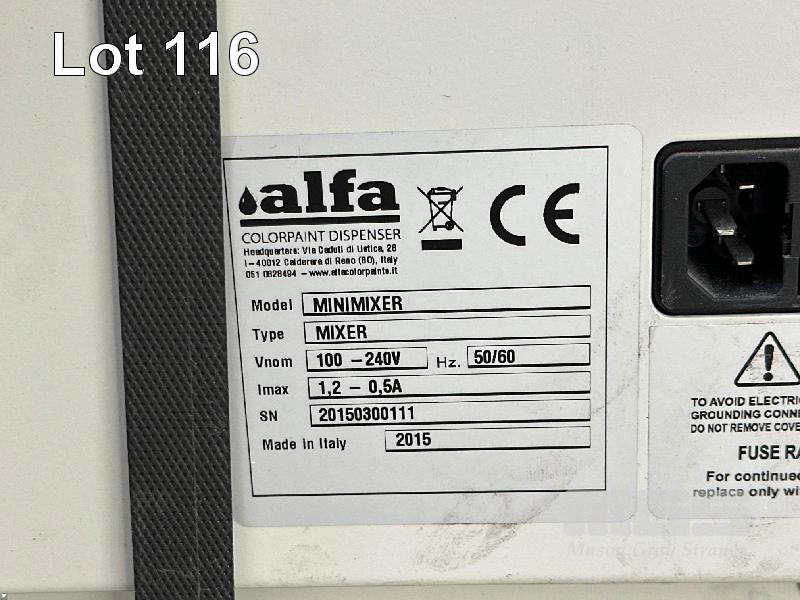 Lot 116
alfa
COLORPAINT DISPENSER
Headquarters: Via Caduti di Ustica, 28
I-40012 Calderara di Reno (BO), Italy
051 0828494 - www.alfacolorpaints.it
CE
Model MINIMIXER
Type MIXER
Vnom 100 -240V Hz. 50/60
Imax 1,2 - 0,5A
SN 20150300111
Made in Italy 2015
TO AVOID ELECTRIC
GROUNDING CONNE
DO NOT REMOVE COVE
FUSE RA
For continued
replace only wi